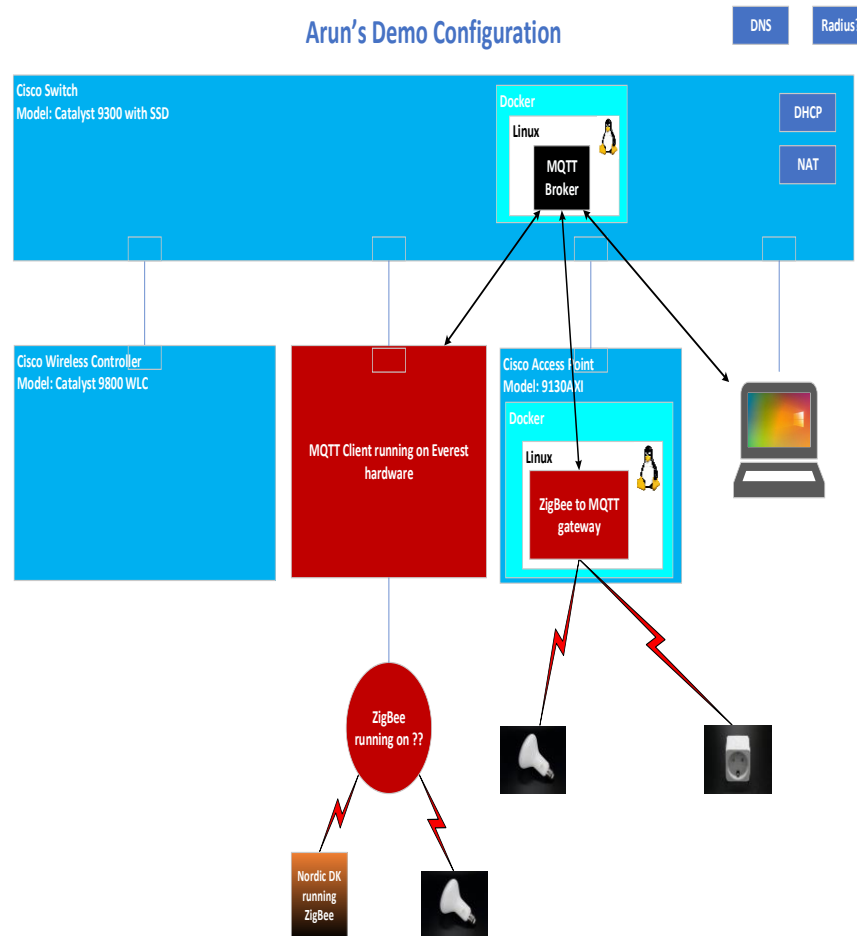 Arun's Demo Configuration
DNS
Radius?
Cisco Switch
Model: Catalyst 9300 with SSD
Docker
Linux
MQTT
Broker
DHCP
NAT
Cisco Wireless Controller
Model: Catalyst 9800 WLC
MQTT Client running on Everest
hardware
Cisco Access Point
Model: 9130AXI
Docker
Linux
ZigBee to MQTT
gateway
ZigBee
running on ??
Nordic DK
running
ZigBee